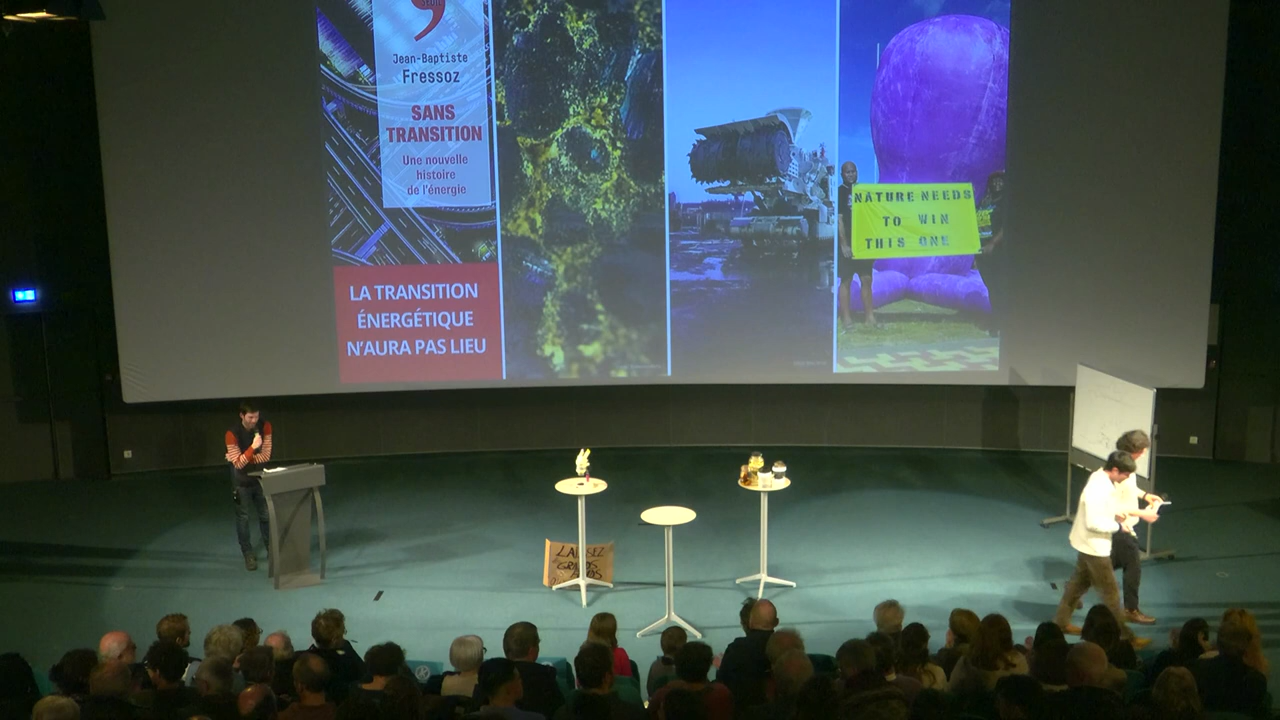 Jean-Baptiste
Fressoz
SANS
TRANSITION
Une nouvelle
histoire
de l'énergie
LA TRANSITION
ÉNERGÉTIQUE
N'AURA PAS LIEU
NATURE NEEDS
TO WIN
THIS ONE